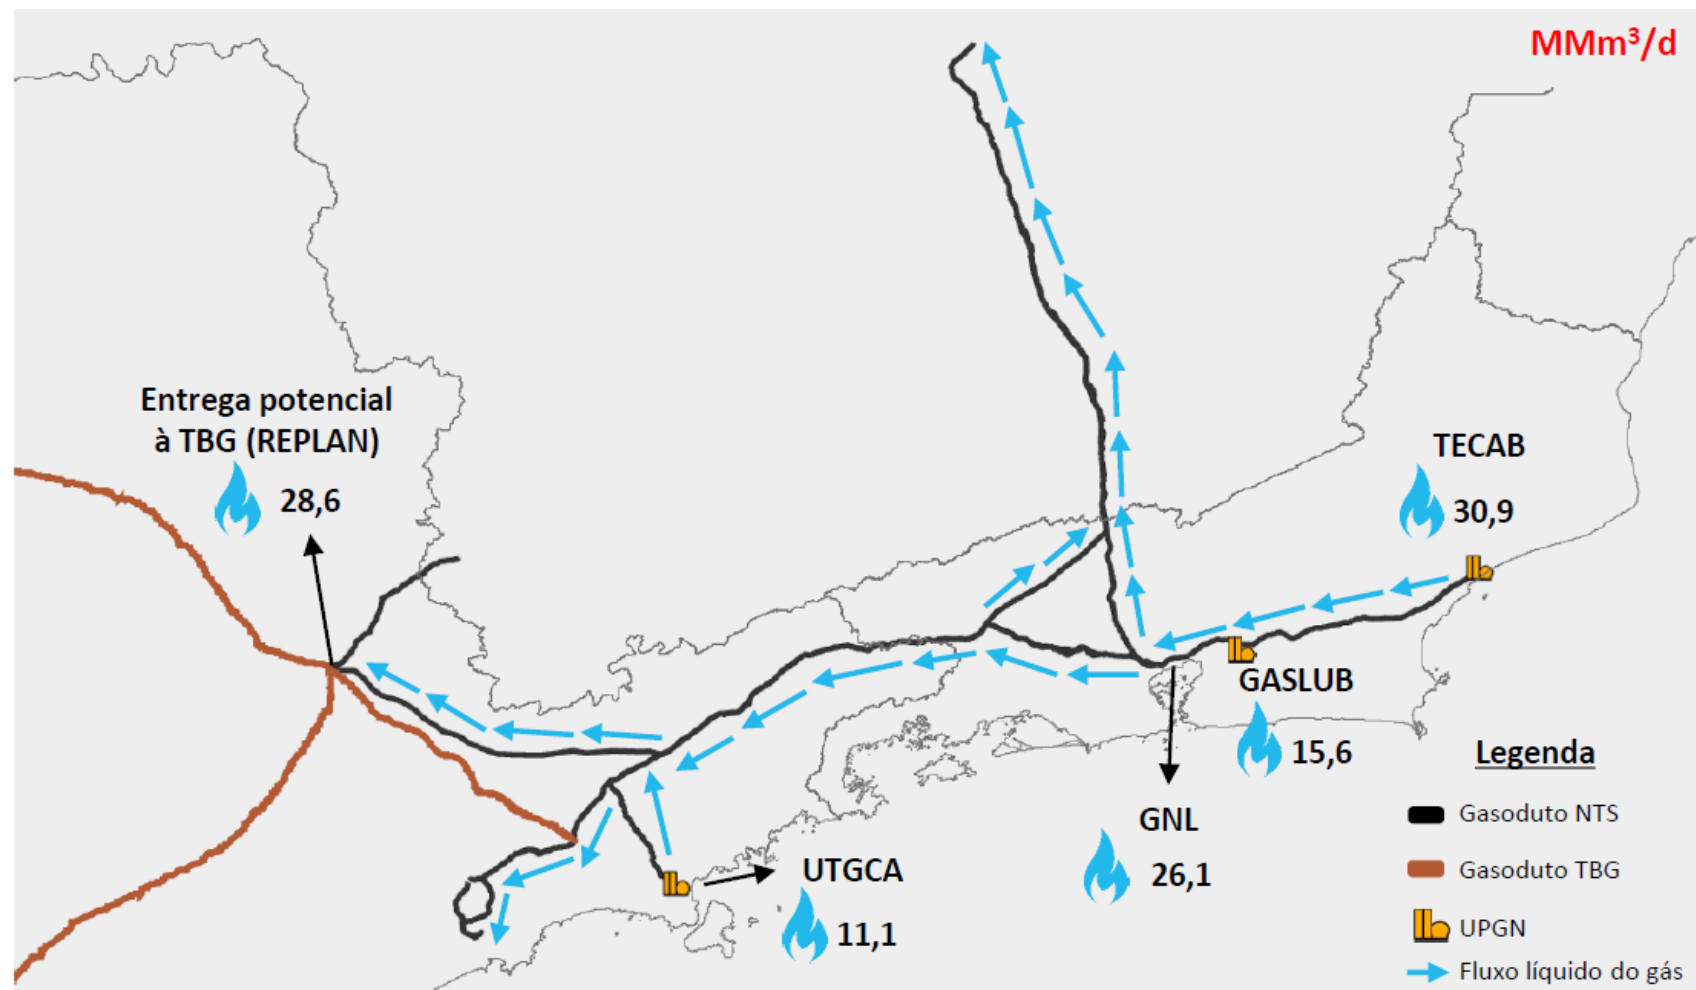 MMm³/d
Entrega potencial
à TBG (REPLAN)
28,6
TECAB
30,9
GASLUB
15,6
GNL
26,1
UTGCA
11,1
Legenda
Gasoduto NTS
Gasoduto TBG
UPGN
Fluxo líquido do gás